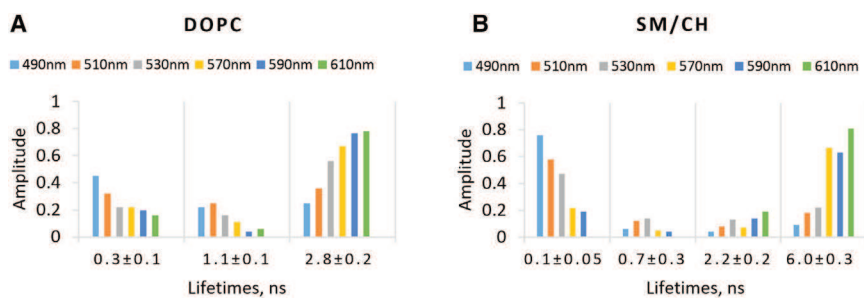 A
DOPC
490nm 510nm 530nm 570nm 590nm 610nm
1
0.8
0.6
0.4
0.2
0
Amplitude
0.3±0.1 1.1±0.1 2.8±0.2
Lifetimes, ns
B
SM/CH
490nm 510nm 530nm 570nm 590nm 610nm
1
0.8
0.6
0.4
0.2
0
Amplitude
0.1±0.05 0.7±0.3 2.2±0.2 6.0±0.3
Lifetimes, ns